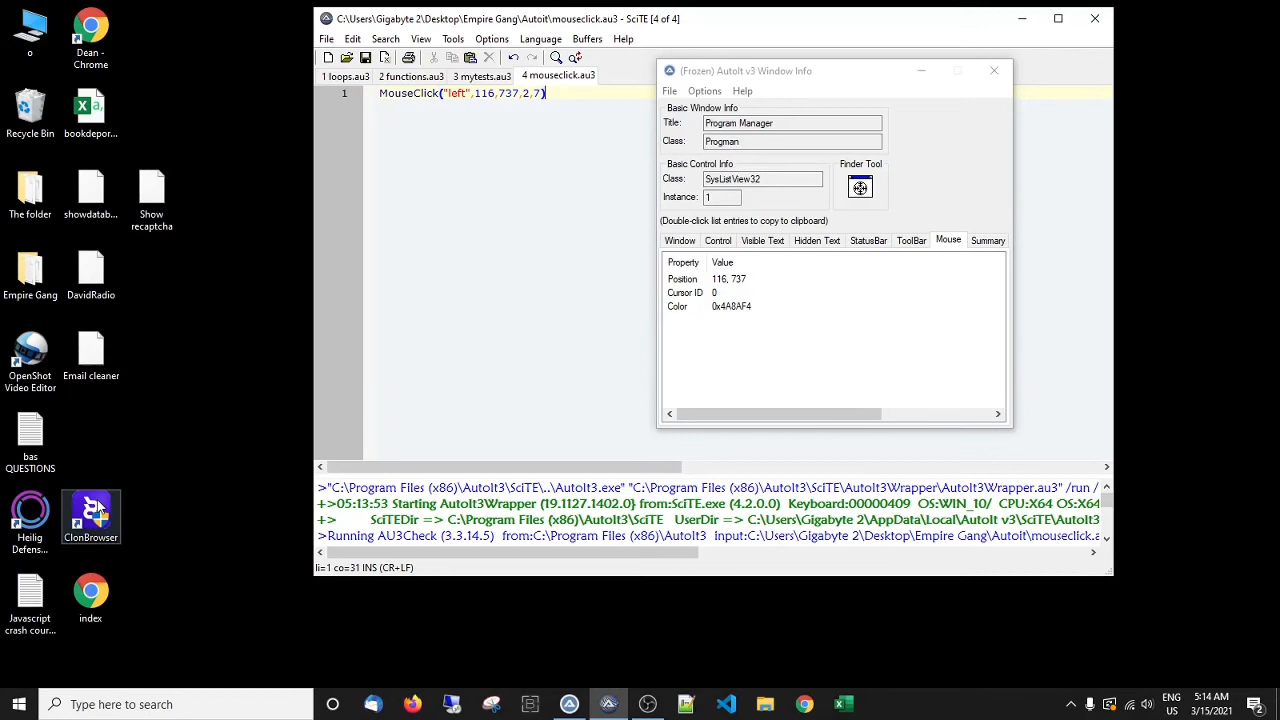 C:\Users\Gigabyte 2\Desktop\Empire Gang\Autoit\mouseclick.au3 - SciTE [4 of 4]
File Edit Search View Tools Options Language Buffers Help
1 loops.au3 2 functions.au3 3 mytests.au3 4 mouseclick.au3
1 MouseClick("left",116,737,2,7)
(Frozen) AutoIt v3 Window Info
File Options Help
Basic Window Info
Title: Program Manager
Class: Progman
Basic Control Info
Finder Tool
Class: SysListView32
Instance: 1
(Double-click list entries to copy to clipboard)
Window Control Visible Text Hidden Text StatusBar ToolBar Mouse Summary
Property Value
Position 116, 737
Cursor ID 0
Color 0x4A8AF4
>"C:\Program Files (x86)\AutoIt3\SciTE\..\AutoIt3.exe" "C:\Program Files (x86)\AutoIt3\SciTE\AutoIt3Wrapper\AutoIt3Wrapper.au3" /run /
+>05:13:53 Starting AutoIt3Wrapper (19.1127.1402.0} from:SciTE.exe (4.2.0.0) Keyboard:00000409 OS:WIN_10/ CPU:X64 OS:X64
+> SciTEDir => C:\Program Files (x86)\AutoIt3\SciTE UserDir => C:\Users\Gigabyte 2\AppData\Local\AutoIt v3\SciTE\AutoIt3
>Running AU3Check (3.3.14.5) from:C:\Program Files (x86)\AutoIt3 input:C:\Users\Gigabyte 2\Desktop\Empire Gang\Autoit\mouseclick.a
li=1 co=31 INS (CR+LF)
o
Dean -
Chrome
Recycle Bin
bookdepor...
The folder
showdatab...
Show
recaptcha
Empire Gang
DavidRadio
OpenShot
Video Editor
Email cleaner
bas
QUESTIONS
Helig
Defens...
ClonBrowser
Javascript
crash cour...
index
Type here to search
ENG
US
5:14 AM
3/15/2021
2